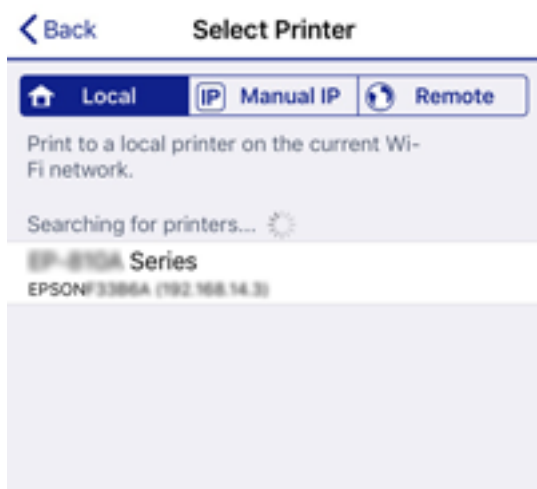 Back Select Printer
Local IP Manual IP Remote
Print to a local printer on the current Wi-
Fi network.
Searching for printers...
Series
EPSON